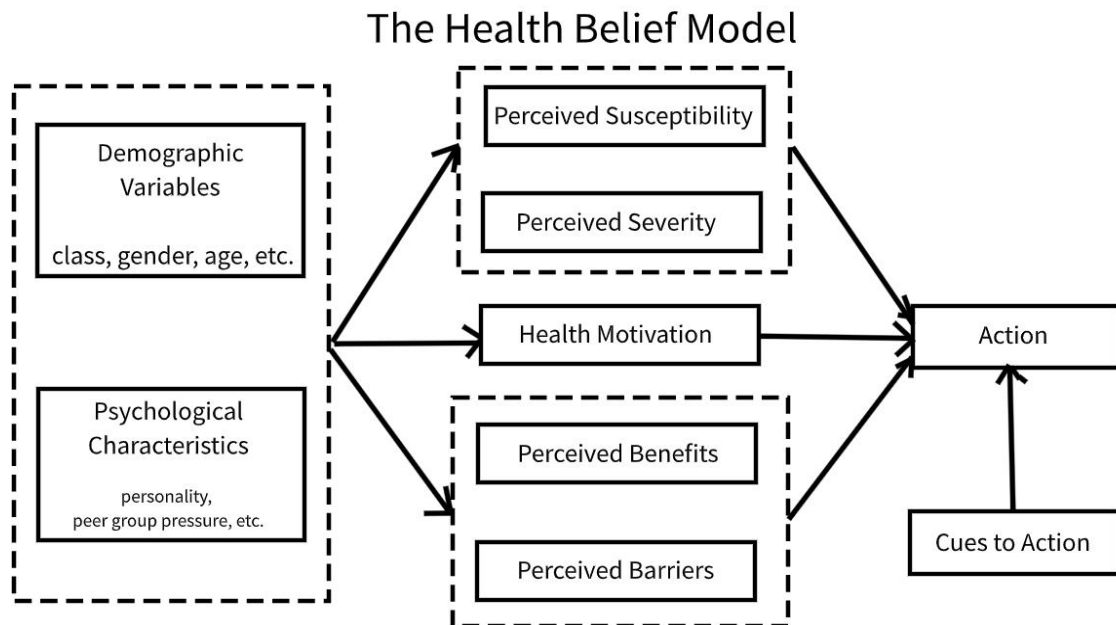 The Health Belief Model
Demographic
Variables
class, gender, age, etc.
Psychological
Characteristics
personality,
peer group pressure, etc.
Perceived Susceptibility
Perceived Severity
Health Motivation
Perceived Benefits
Perceived Barriers
Action
Cues to Action